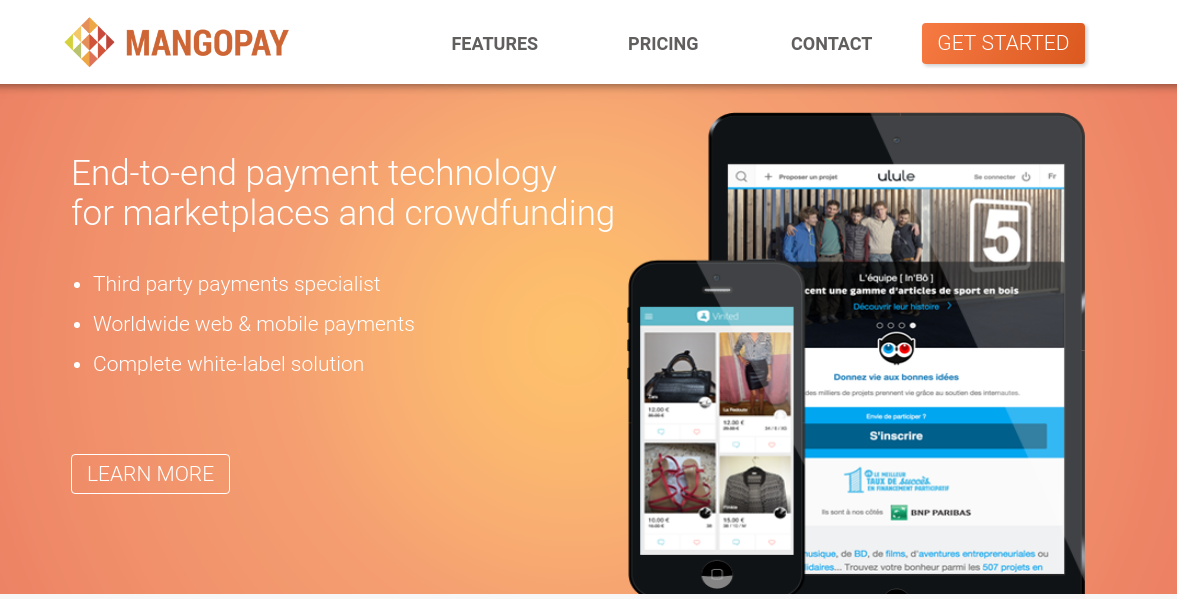 MANGOPAY
FEATURES
PRICING
CONTACT
GET STARTED
End-to-end payment technology
for marketplaces and crowdfunding
Third party payments specialist
Worldwide web & mobile payments
Complete white-label solution
LEARN MORE
+ Proposer un projet
ulule
Se connecter
Fr
5
L'équipe [ In'Bô ]
cent une gamme d'articles de sport en bois
Découvrir leur histoire >
Donnez vie aux bonnes idées
des milliers de projets prennent vie grâce au soutien des internautes.
Envie de participer ?
S'inscrire
1
LE MEILLEUR
TAUX DE succès
EN FINANCEMENT PARTICIPATIF
Ils sont à nos côtés
BNP PARIBAS
usique, de BD, de films, d'aventures entrepreneuriales ou
lidaires... Trouvez votre bonheur parmi les 507 projets en
Vinted
Zara
12.00 €
La Redoute
12.00 €
10.00 €
38
Pimkie
15.00 €